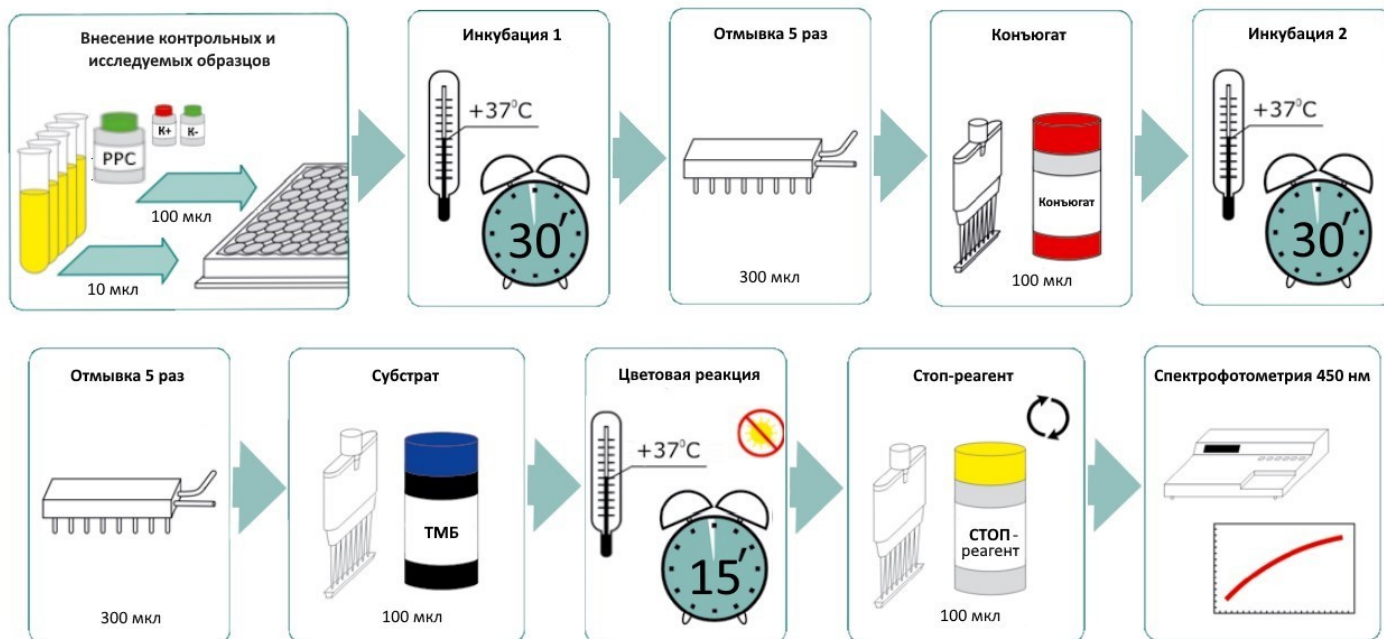 Внесение контрольных и
исследуемых образцов
К+
К-
РРС
100 мкл
10 мкл
Инкубация 1
+37°C
30′
Отмывка 5 раз
300 мкл
Конъюгат
Конъюгат
100 мкл
Инкубация 2
+37°C
30′
Отмывка 5 раз
300 мкл
Субстрат
ТМБ
100 мкл
Цветовая реакция
+37°C
15′
Стоп-реагент
СТОП-
реагент
100 мкл
Спектрофотометрия 450 нм